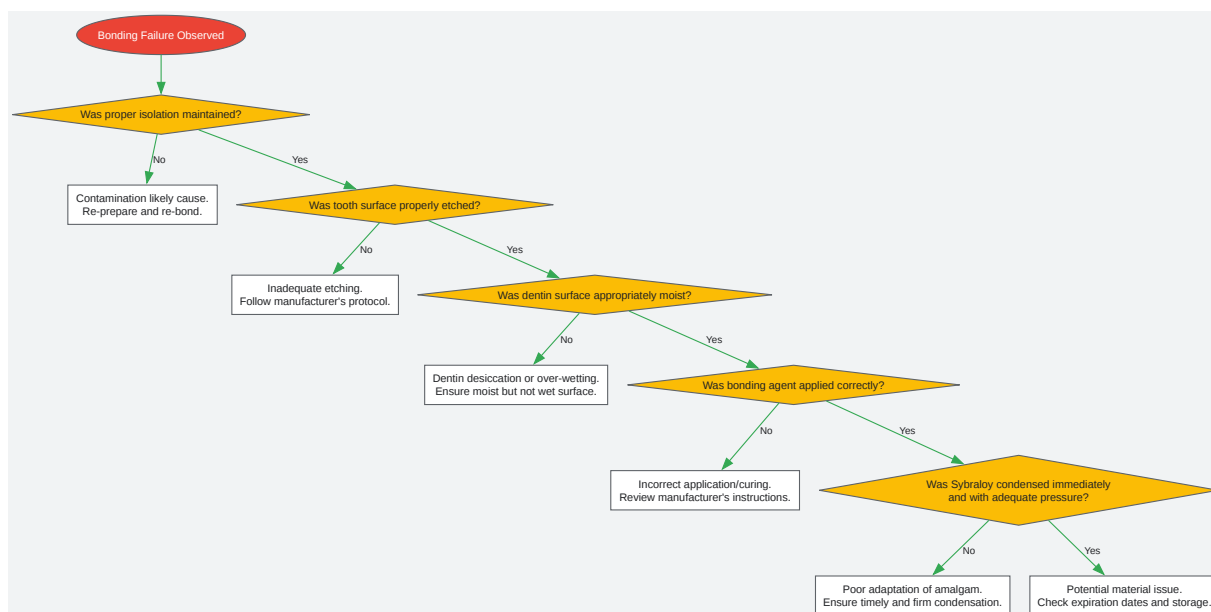 Bonding Failure Observed
Was proper isolation maintained?
No
Yes
Contamination likely cause.
Re-prepare and re-bond.
Was tooth surface properly etched?
No
Yes
Inadequate etching.
Follow manufacturer's protocol.
Was dentin surface appropriately moist?
No
Yes
Dentin desiccation or over-wetting.
Ensure moist but not wet surface.
Was bonding agent applied correctly?
No
Yes
Incorrect application/curing.
Review manufacturer's instructions.
Was Sybraloy condensed immediately
and with adequate pressure?
No
Yes
Poor adaptation of amalgam.
Ensure timely and firm condensation.
Potential material issue.
Check expiration dates and storage.